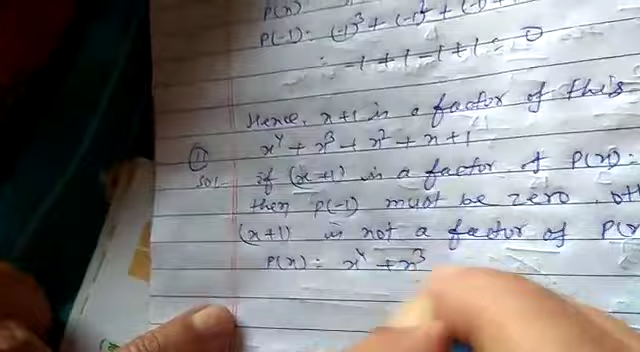 P(x)
P(-1) = (-1)³ + (-1)² + (-1) +
= -1 + 1 - 1 + 1 = 0
Hence, x+1 is a factor of this
(ii) x⁴ + x³ + x² + x + 1
Sol- if (x+1) is a factor of P(x).
then P(-1) must be zero
(x+1) is not a factor of P(x
P(x) = x⁴ + x³